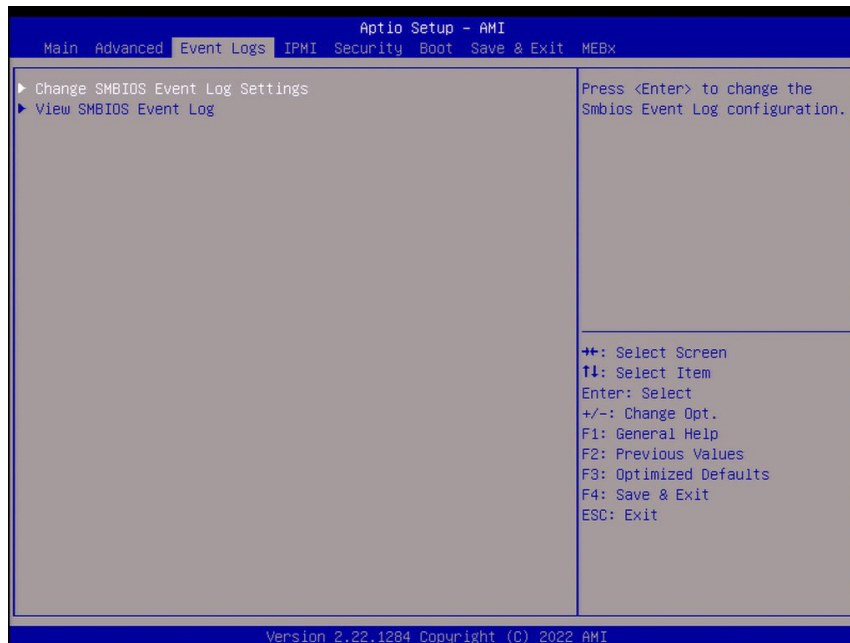 Aptio Setup - AMI
Main Advanced Event Logs IPMI Security Boot Save & Exit MEBx
▶ Change SMBIOS Event Log Settings
▶ View SMBIOS Event Log
Press <Enter> to change the
Smbios Event Log configuration.
→←: Select Screen
↑↓: Select Item
Enter: Select
+/-: Change Opt.
F1: General Help
F2: Previous Values
F3: Optimized Defaults
F4: Save & Exit
ESC: Exit
Version 2.22.1284 Copyright (C) 2022 AMI